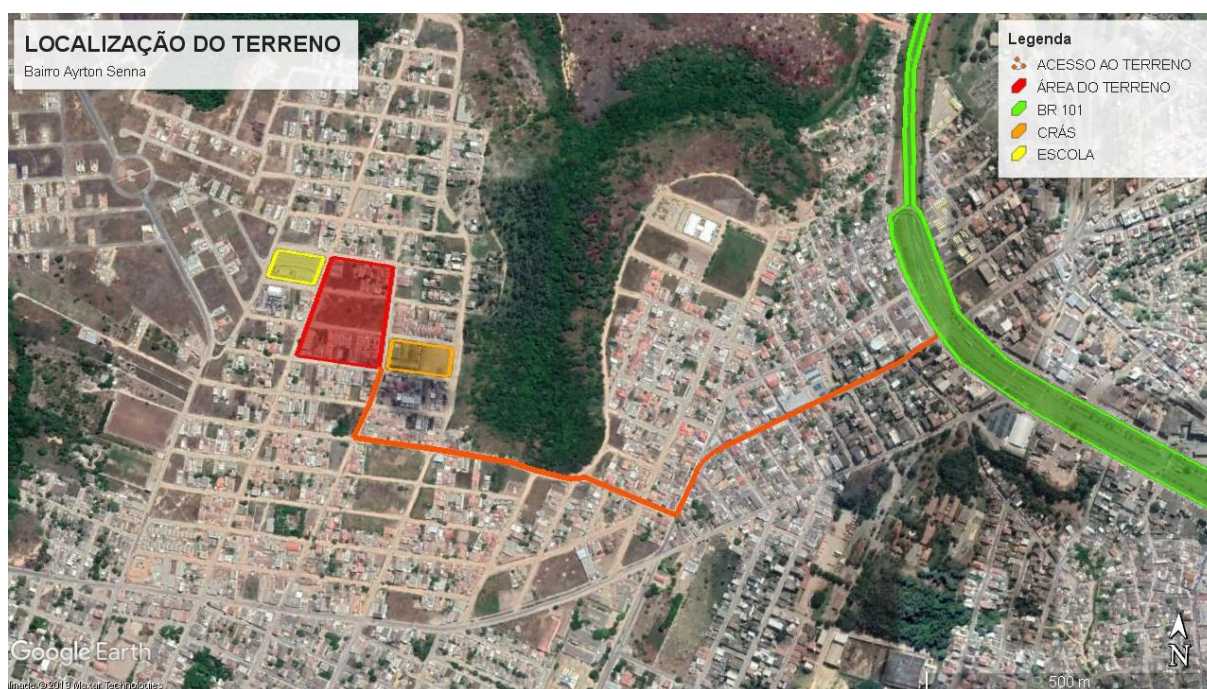 LOCALIZAÇÃO DO TERRENO
Bairro Ayrton Senna
Legenda
ACESSO AO TERRENO
ÁREA DO TERRENO
BR 101
CRÁS
ESCOLA
Google Earth
Image © 2019 Maxar Technologies
N
500 m